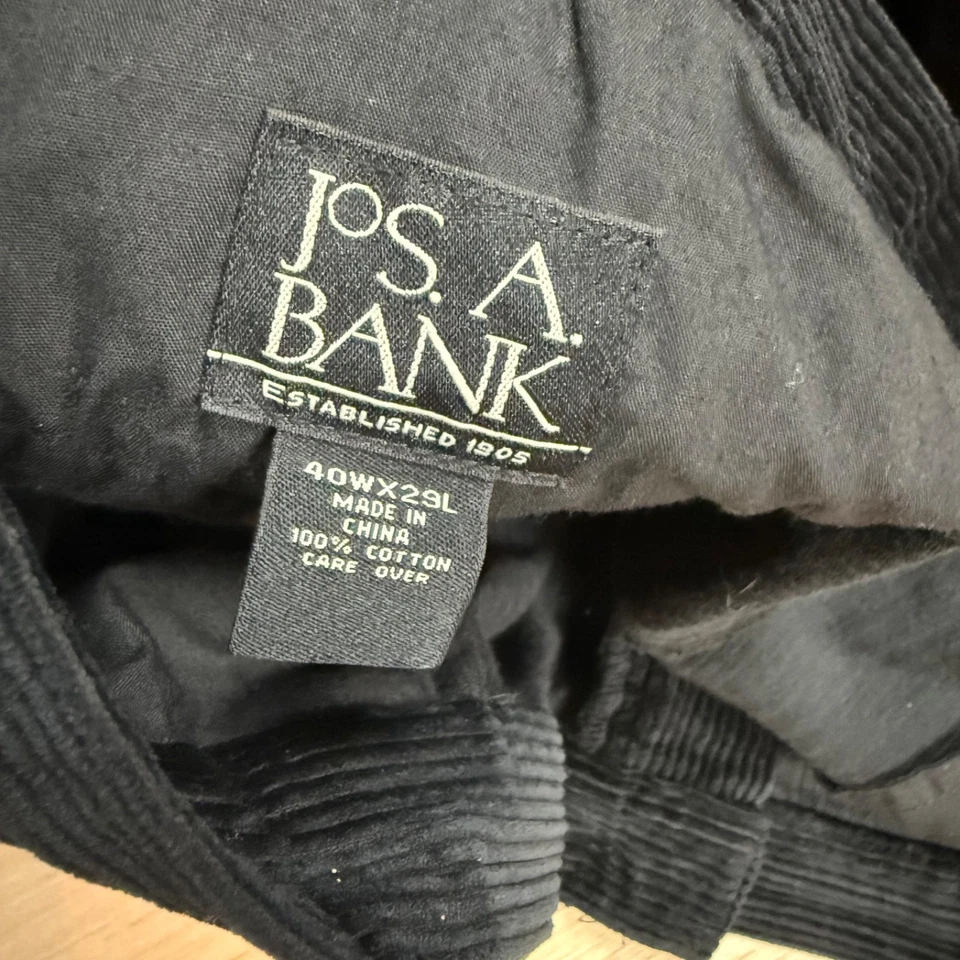 JOS. A.
BANK
ESTABLISHED 1905
40WX29L
MADE IN
CHINA
100% COTTON
CARE OVER